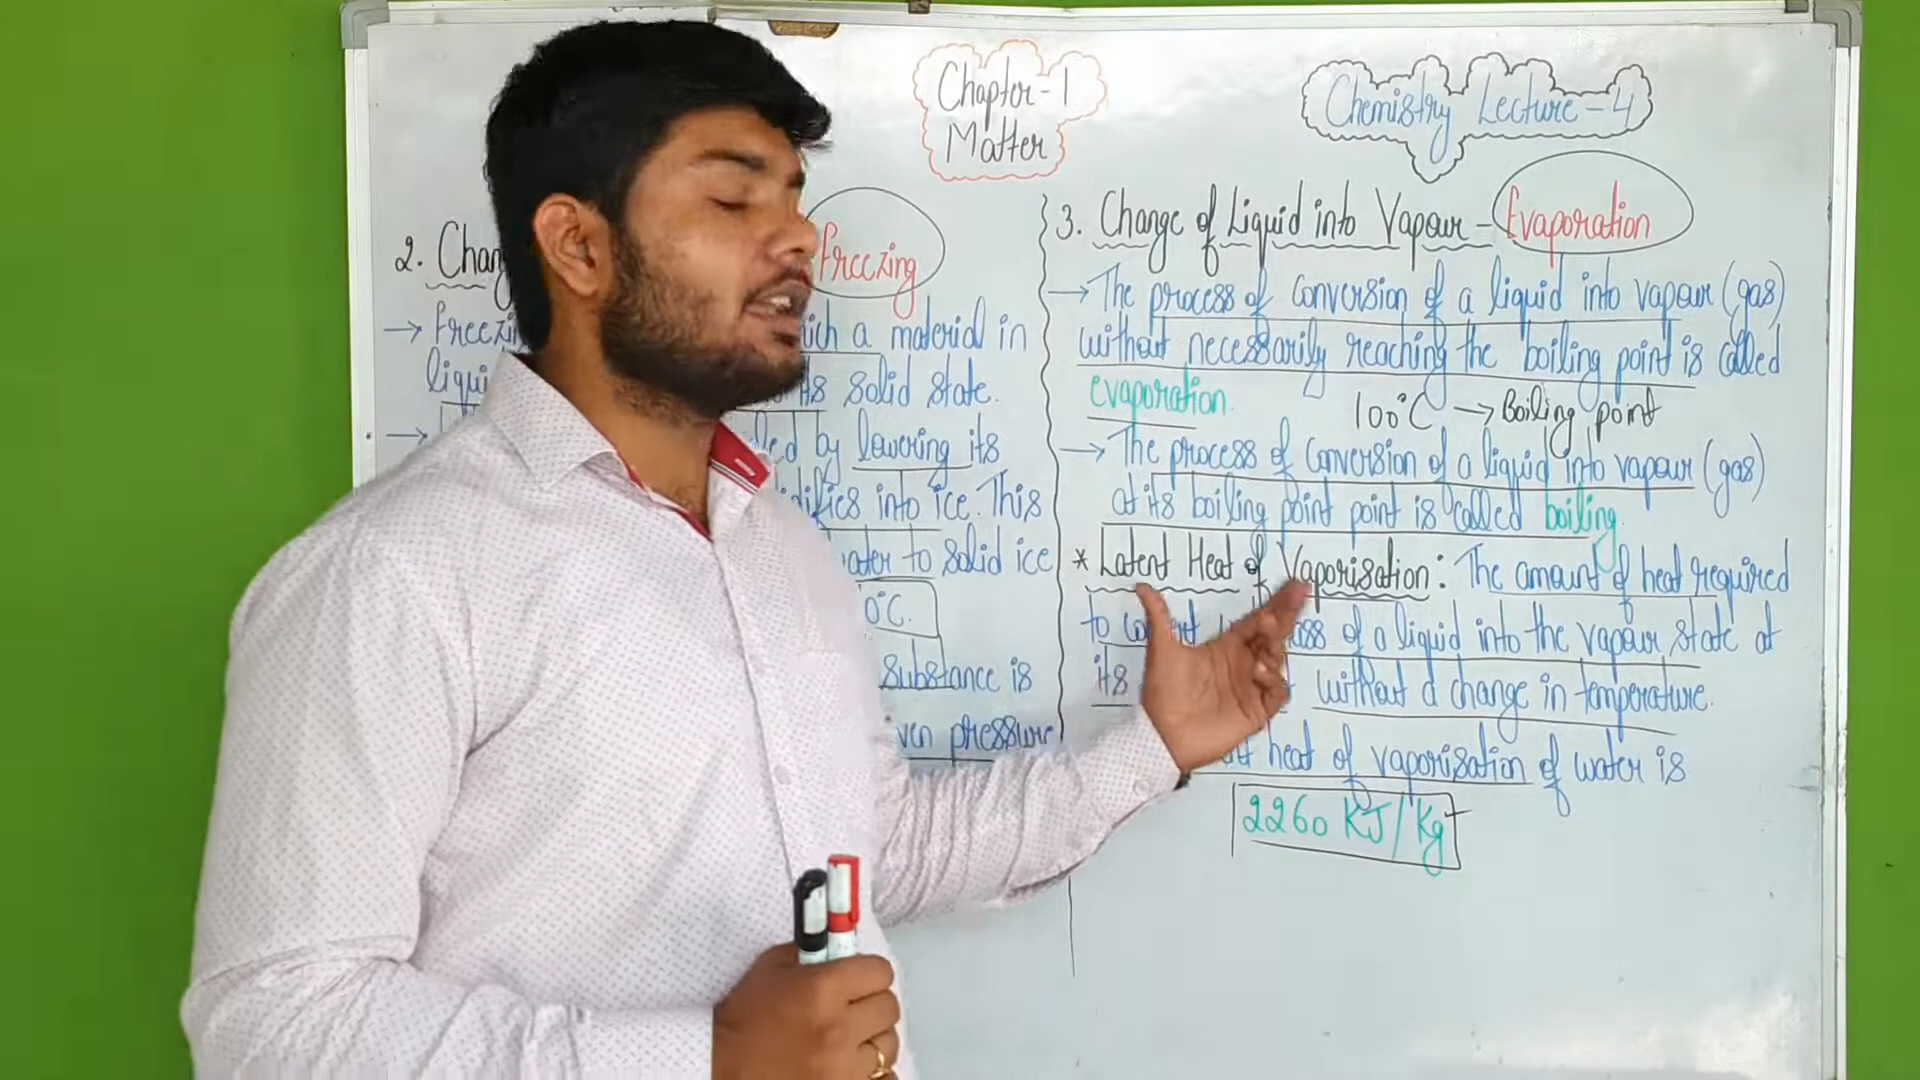 Chapter-1
Matter
Chemistry Lecture-4
2. Chan
freezing
→ freezi
ich a material in
liqui
its solid state.
→
led by lowering its
idifies into ice. This
ater to solid ice
0°C.
substance is
ven pressure
3. Change of Liquid into Vapour - Evaporation
→ The process of conversion of a liquid into vapour (gas)
without necessarily reaching the boiling point is called
evaporation.
100°C → Boiling point
→ The process of conversion of a liquid into vapour (gas)
at its boiling point point is called boiling.
* Latent Heat of Vaporisation: The amount of heat required
to co
ass of a liquid into the vapour state at
its
without a change in temperature.
heat of vaporisation of water is
2260 KJ/Kg